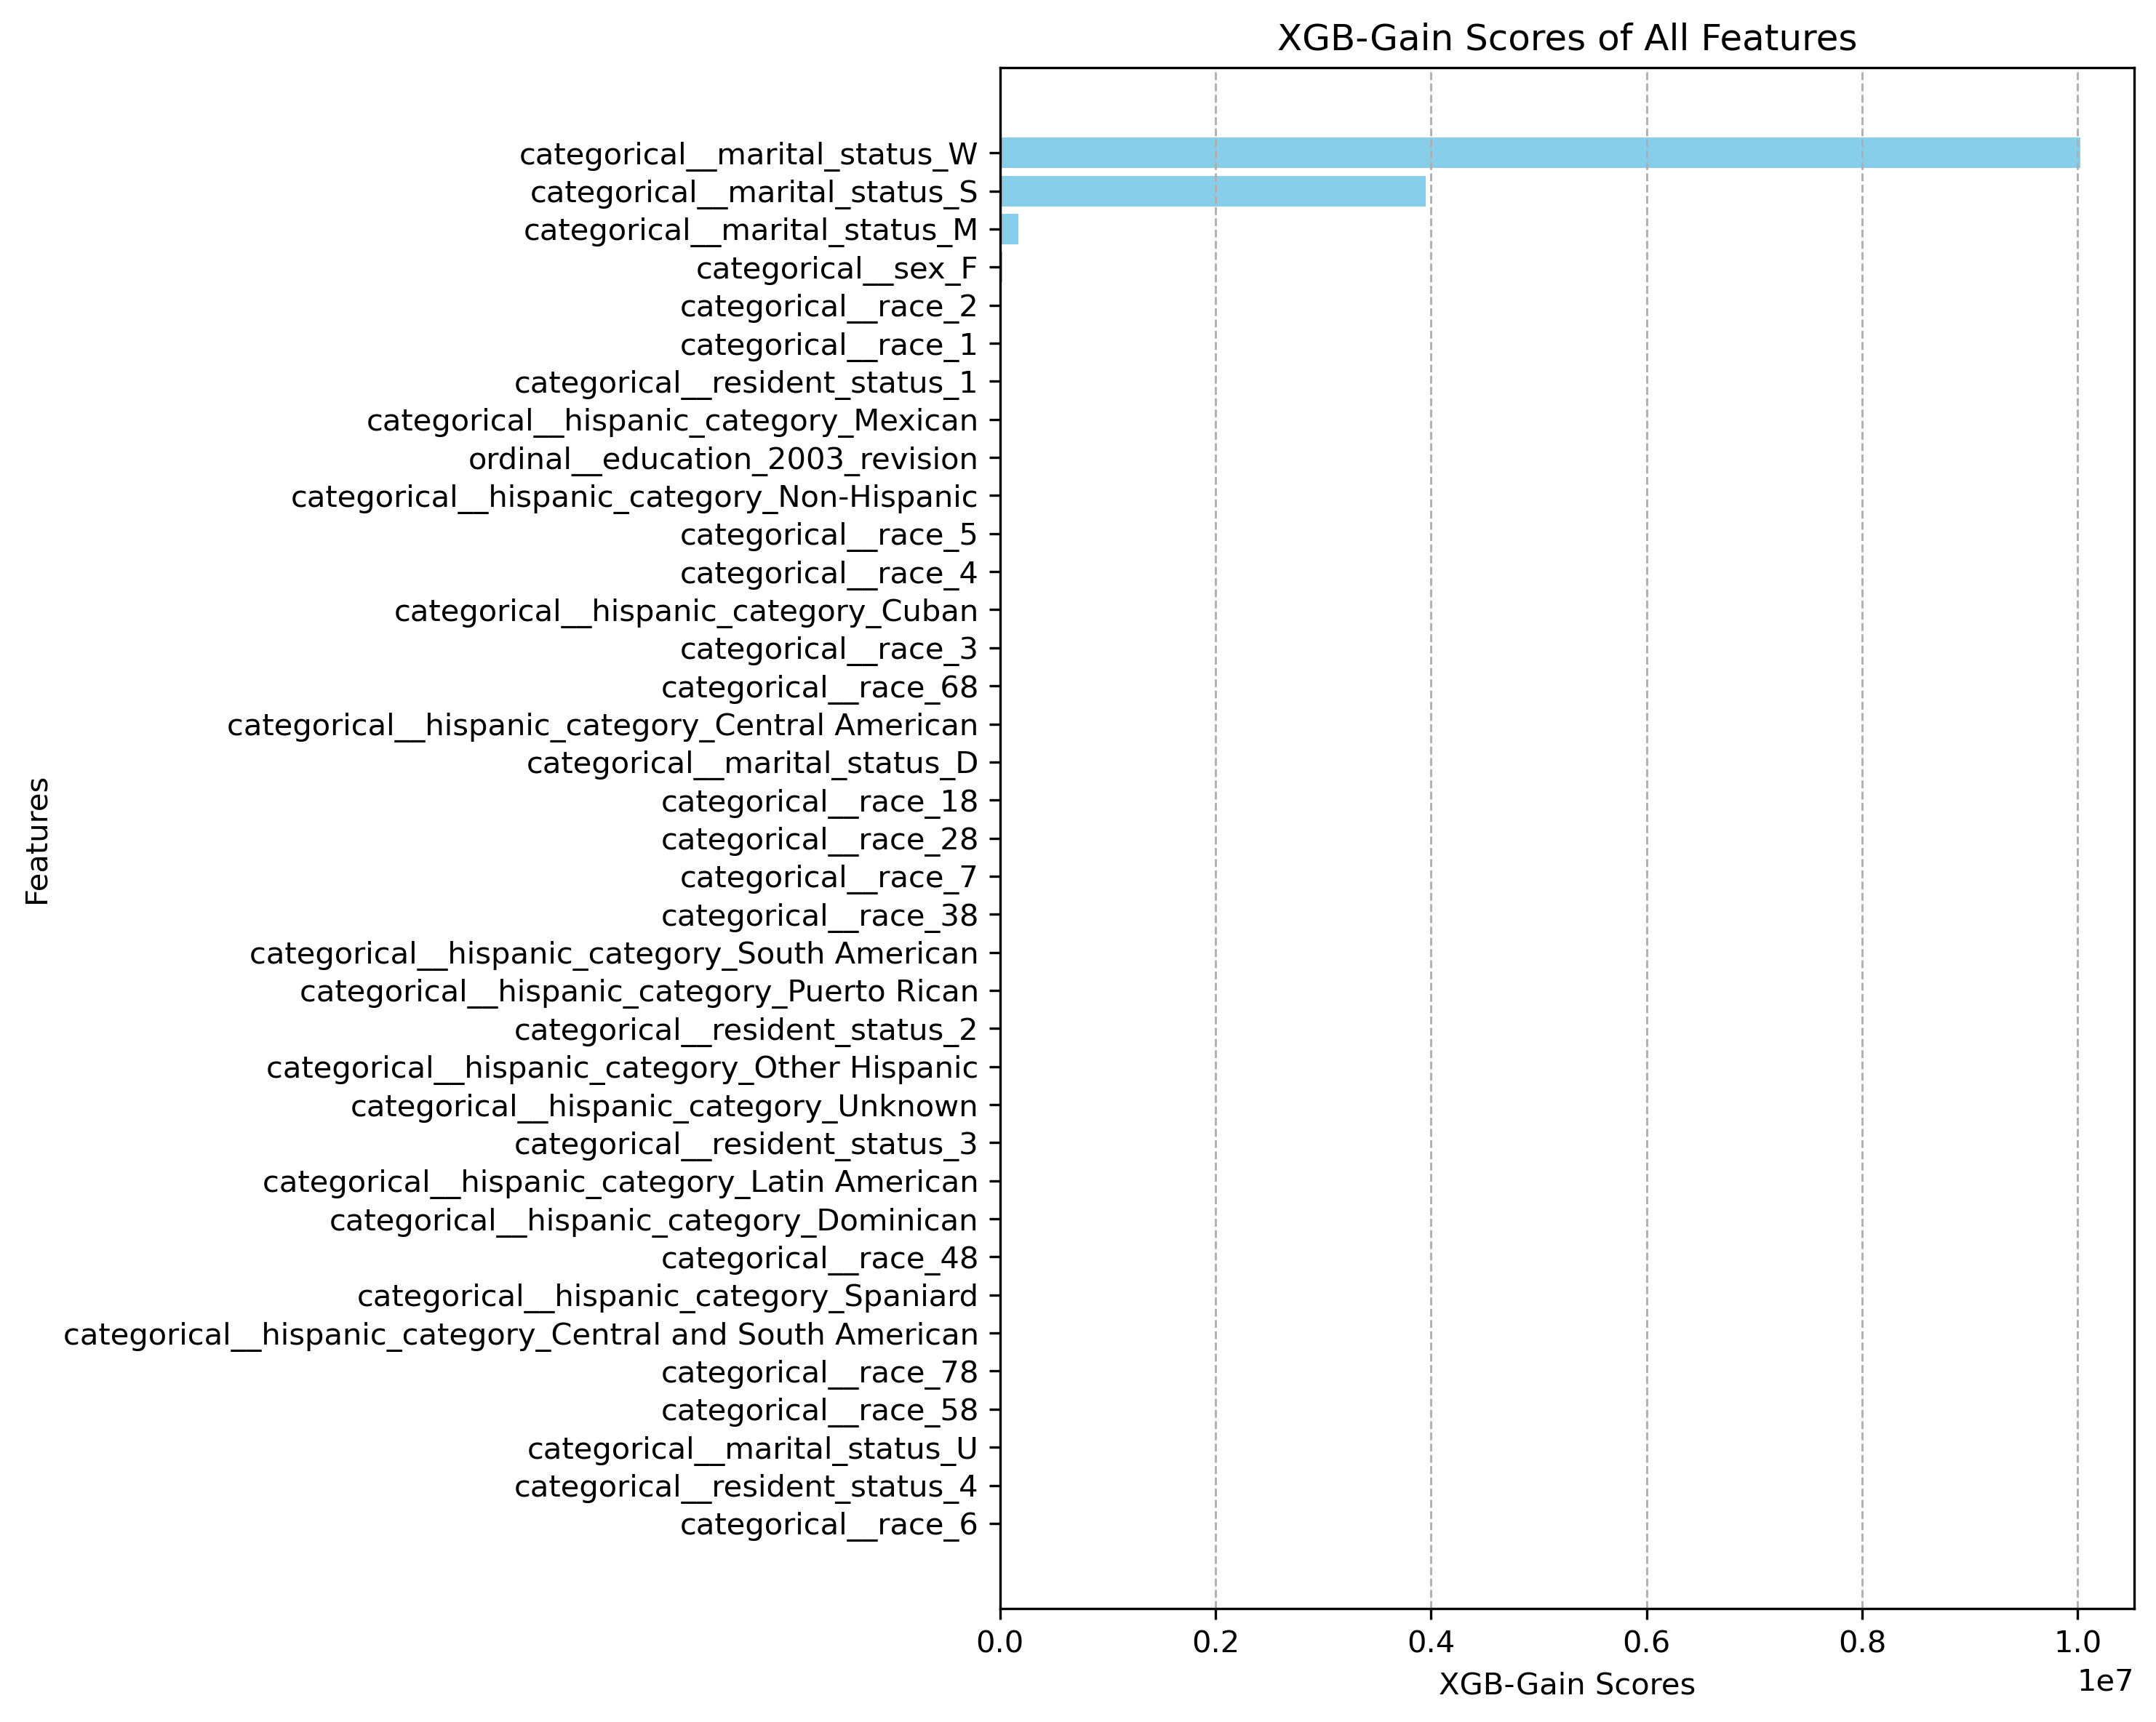 XGB-Gain Scores of All Features
categorical__marital_status_W
categorical__marital_status_S
categorical__marital_status_M
categorical__sex_F
categorical__race_2
categorical__race_1
categorical__resident_status_1
categorical__hispanic_category_Mexican
ordinal__education_2003_revision
categorical__hispanic_category_Non-Hispanic
categorical__race_5
categorical__race_4
categorical__hispanic_category_Cuban
categorical__race_3
categorical__race_68
categorical__hispanic_category_Central American
categorical__marital_status_D
categorical__race_18
categorical__race_28
categorical__race_7
categorical__race_38
categorical__hispanic_category_South American
categorical__hispanic_category_Puerto Rican
categorical__resident_status_2
categorical__hispanic_category_Other Hispanic
categorical__hispanic_category_Unknown
categorical__resident_status_3
categorical__hispanic_category_Latin American
categorical__hispanic_category_Dominican
categorical__race_48
categorical__hispanic_category_Spaniard
categorical__hispanic_category_Central and South American
categorical__race_78
categorical__race_58
categorical__marital_status_U
categorical__resident_status_4
categorical__race_6
Features
0.0 0.2 0.4 0.6 0.8 1.0
1e7
XGB-Gain Scores